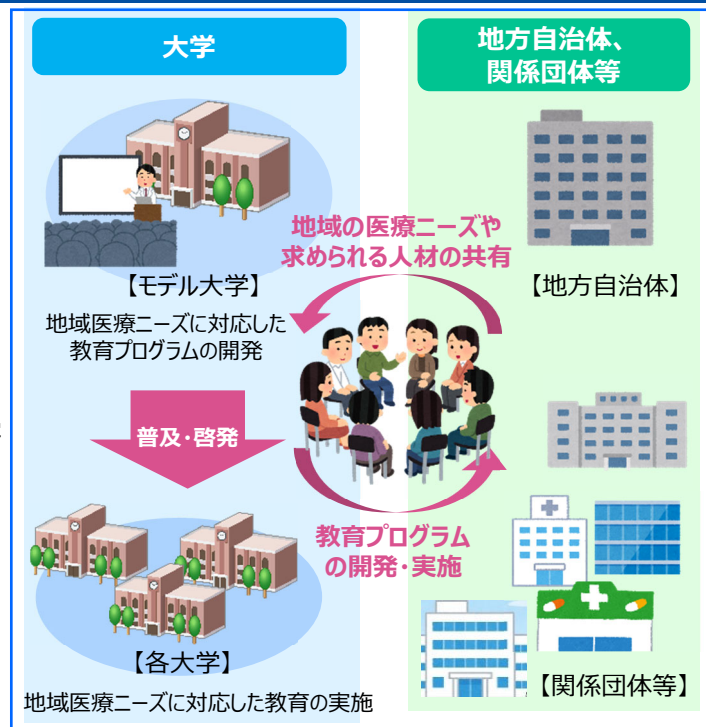 大学
地方自治体、
関係団体等
地域の医療ニーズや
求められる人材の共有
【モデル大学】
地域医療ニーズに対応した
教育プログラムの開発
【地方自治体】
普及・啓発
教育プログラム
の開発・実施
【各大学】
地域医療ニーズに対応した教育の実施
【関係団体等】